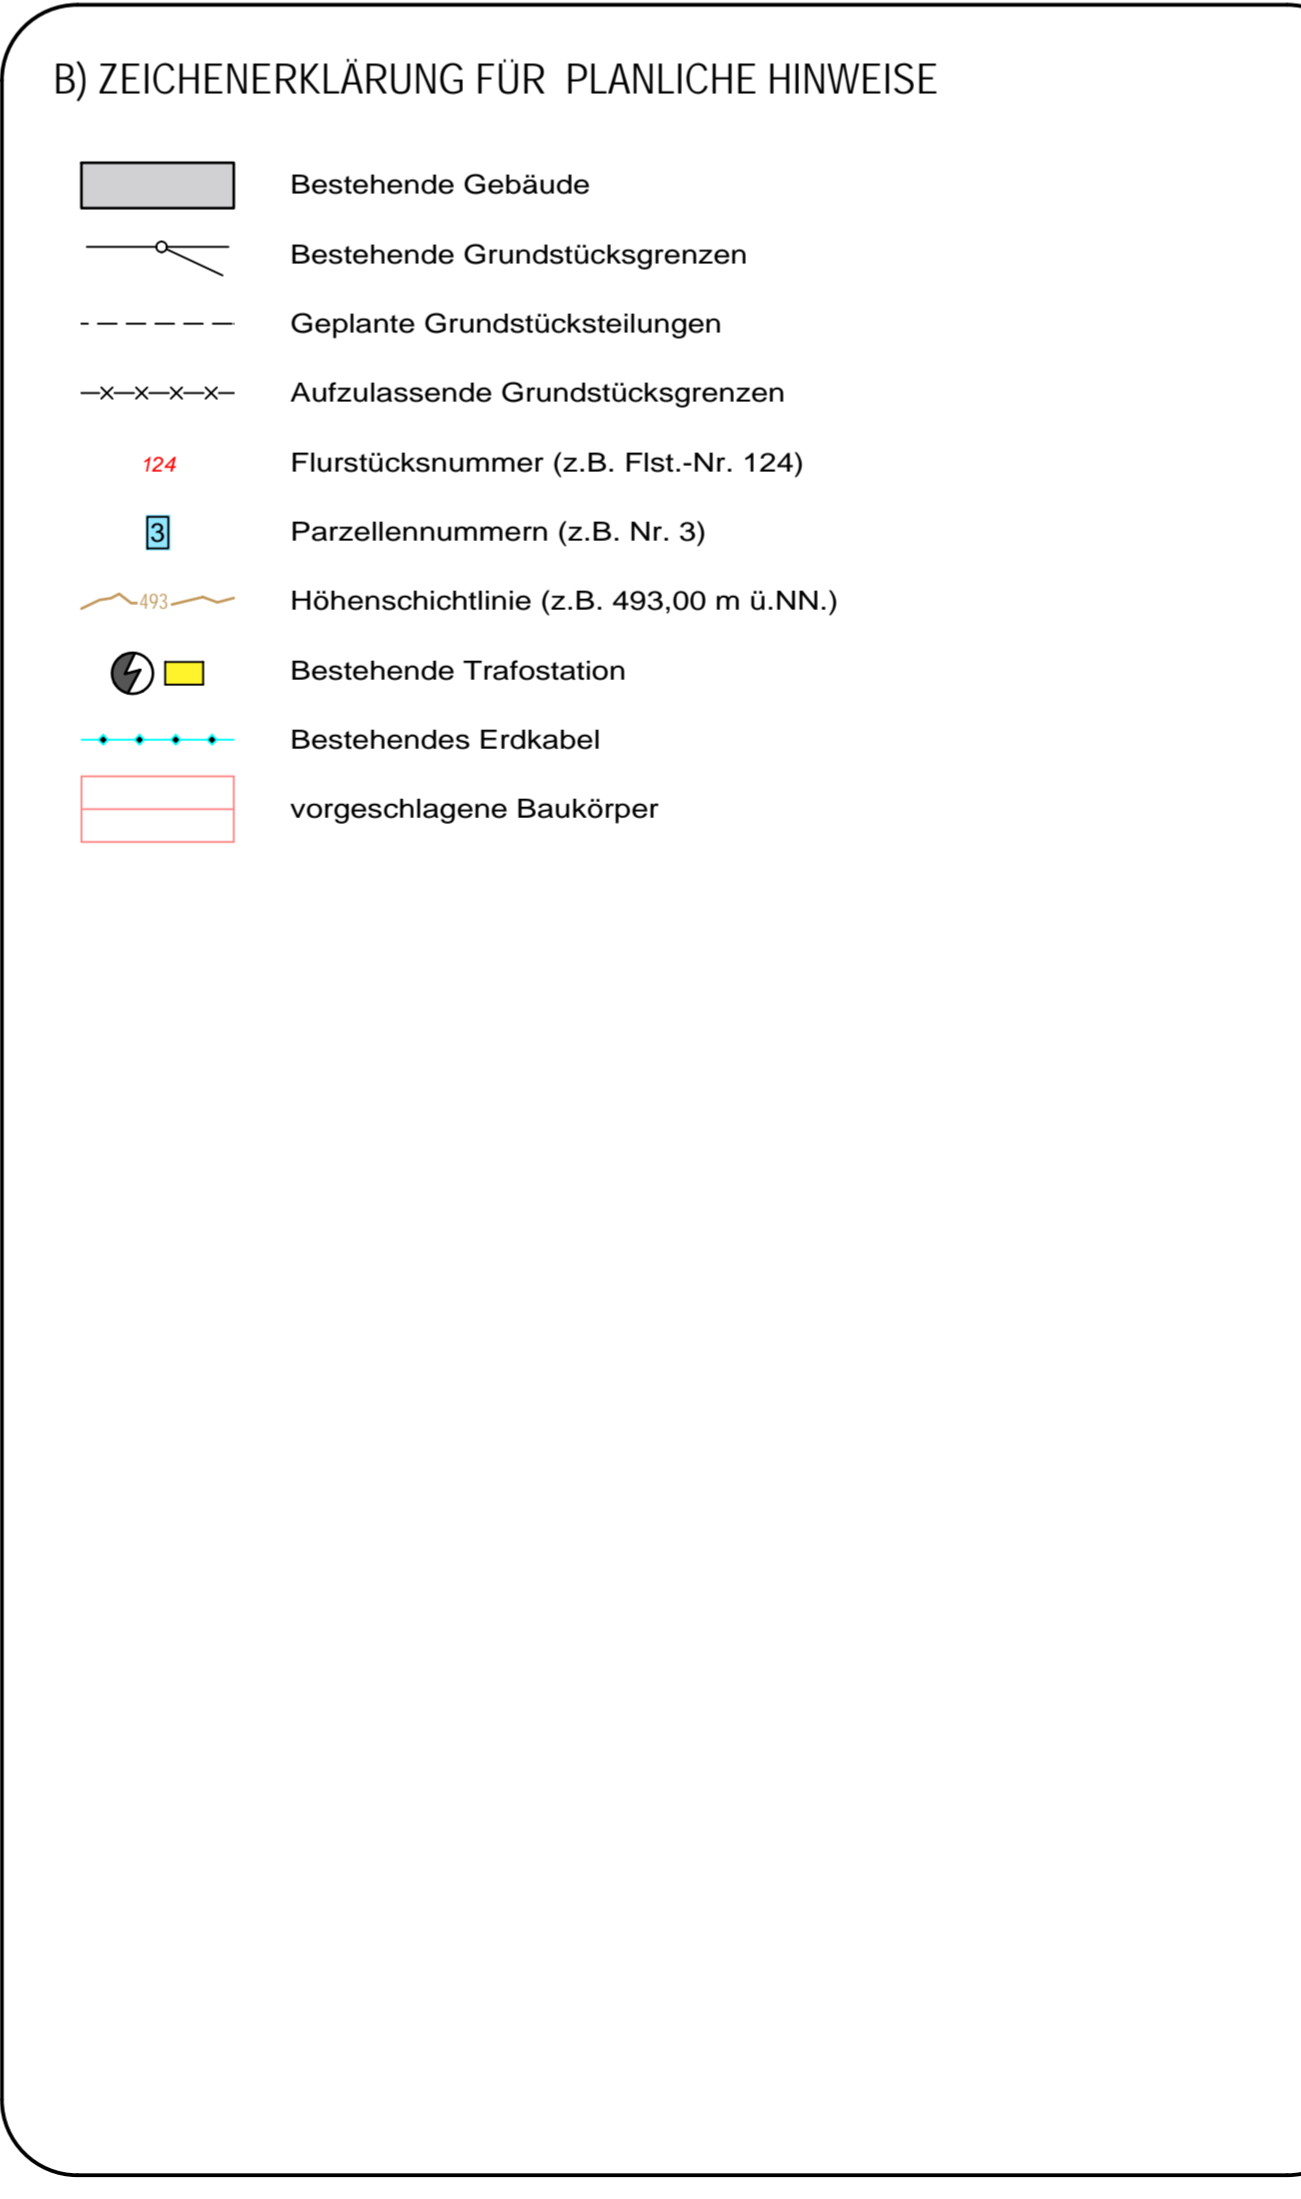 B) ZEICHENERKLÄRUNG FÜR PLANLICHE HINWEISE
Bestehende Gebäude
Bestehende Grundstücksgrenzen
Geplante Grundstücksteilungen
Aufzulassende Grundstücksgrenzen
124 Flurstücksnummer (z.B. Flst.-Nr. 124)
3 Parzellennummern (z.B. Nr. 3)
493 Höhenschichtlinie (z.B. 493,00 m ü.NN.)
Bestehende Trafostation
Bestehendes Erdkabel
vorgeschlagene Baukörper